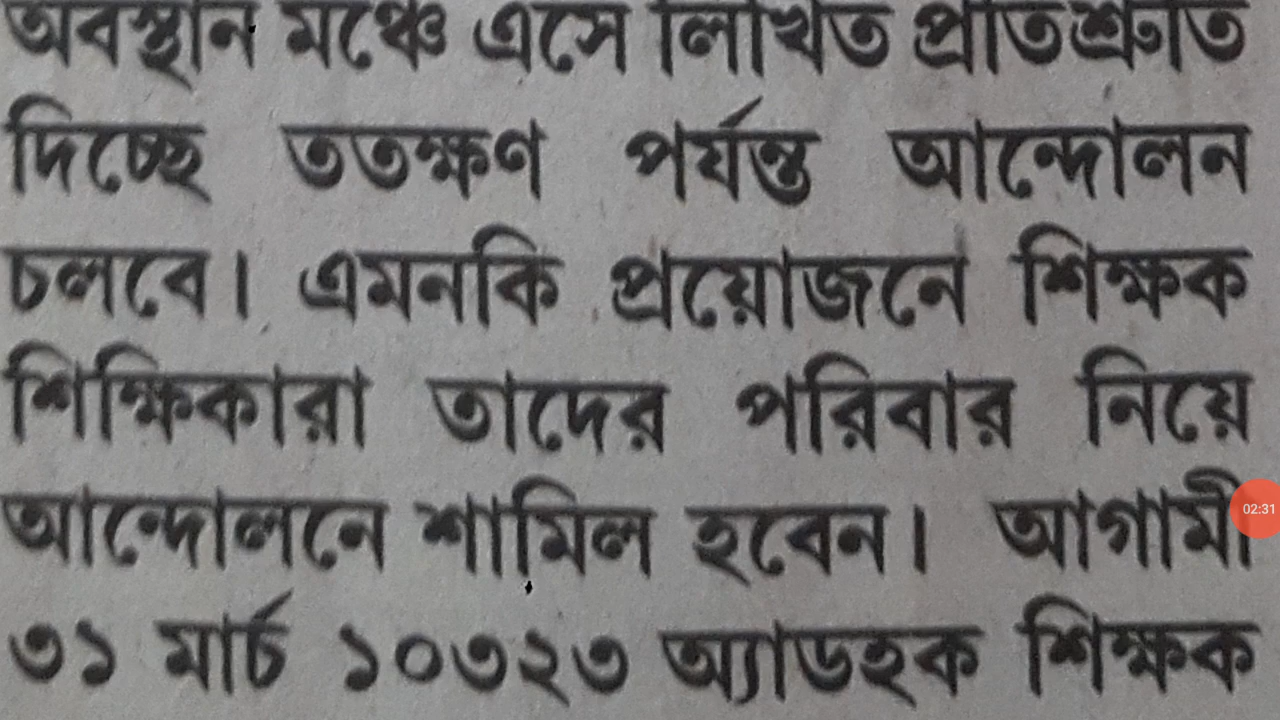 অবস্থান মঞ্চে এসে লিখিত প্রতিশ্রুতি
দিচ্ছে ততক্ষণ পর্যন্ত আন্দোলন
চলবে। এমনকি প্রয়োজনে শিক্ষক
শিক্ষিকারা তাদের পরিবার নিয়ে
আন্দোলনে শামিল হবেন। আগামী
02:31
৩১ মার্চ ১০৩২৩ অ্যাডহক শিক্ষক